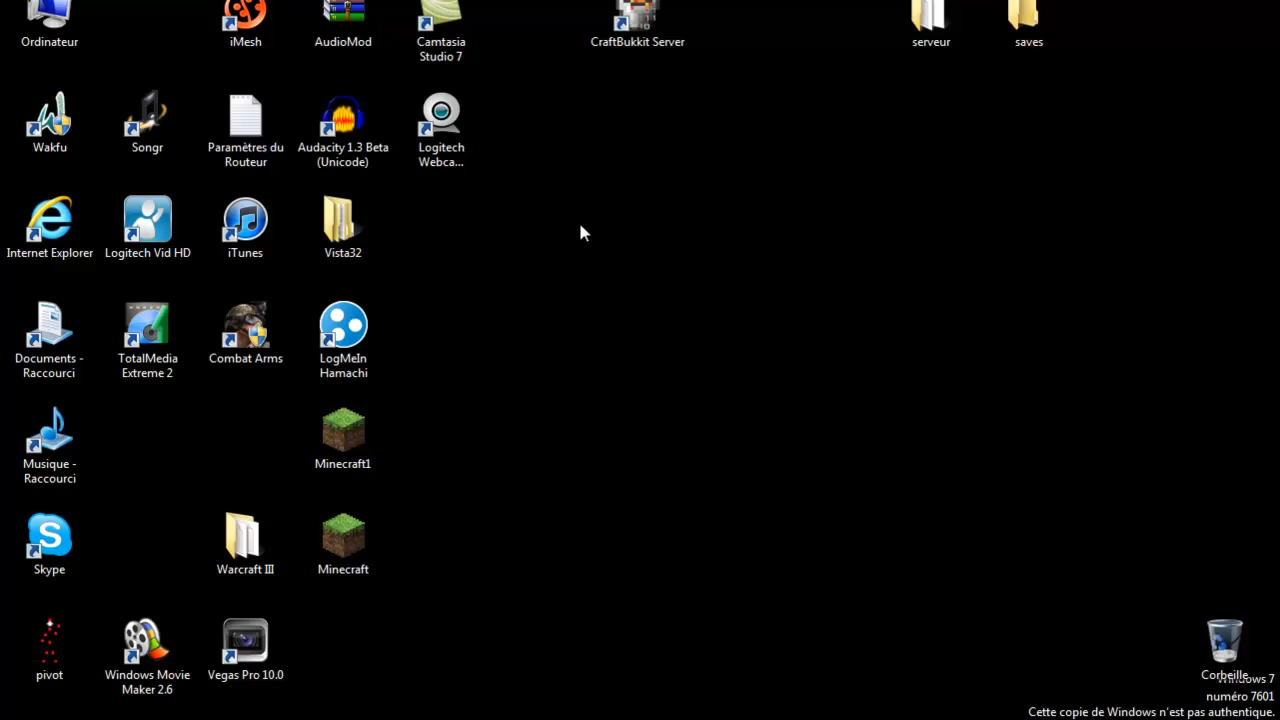 Ordinateur
iMesh
AudioMod
Camtasia
Studio 7
CraftBukkit Server
serveur
saves
Wakfu
Songr
Paramètres du
Routeur
Audacity 1.3 Beta
(Unicode)
Logitech
Webca...
Internet Explorer
Logitech Vid HD
iTunes
Vista32
Documents -
Raccourci
TotalMedia
Extreme 2
Combat Arms
LogMeIn
Hamachi
Musique -
Raccourci
Minecraft1
Skype
Warcraft III
Minecraft
pivot
Windows Movie
Maker 2.6
Vegas Pro 10.0
Corbeille
Windows 7
numéro 7601
Cette copie de Windows n'est pas authentique.